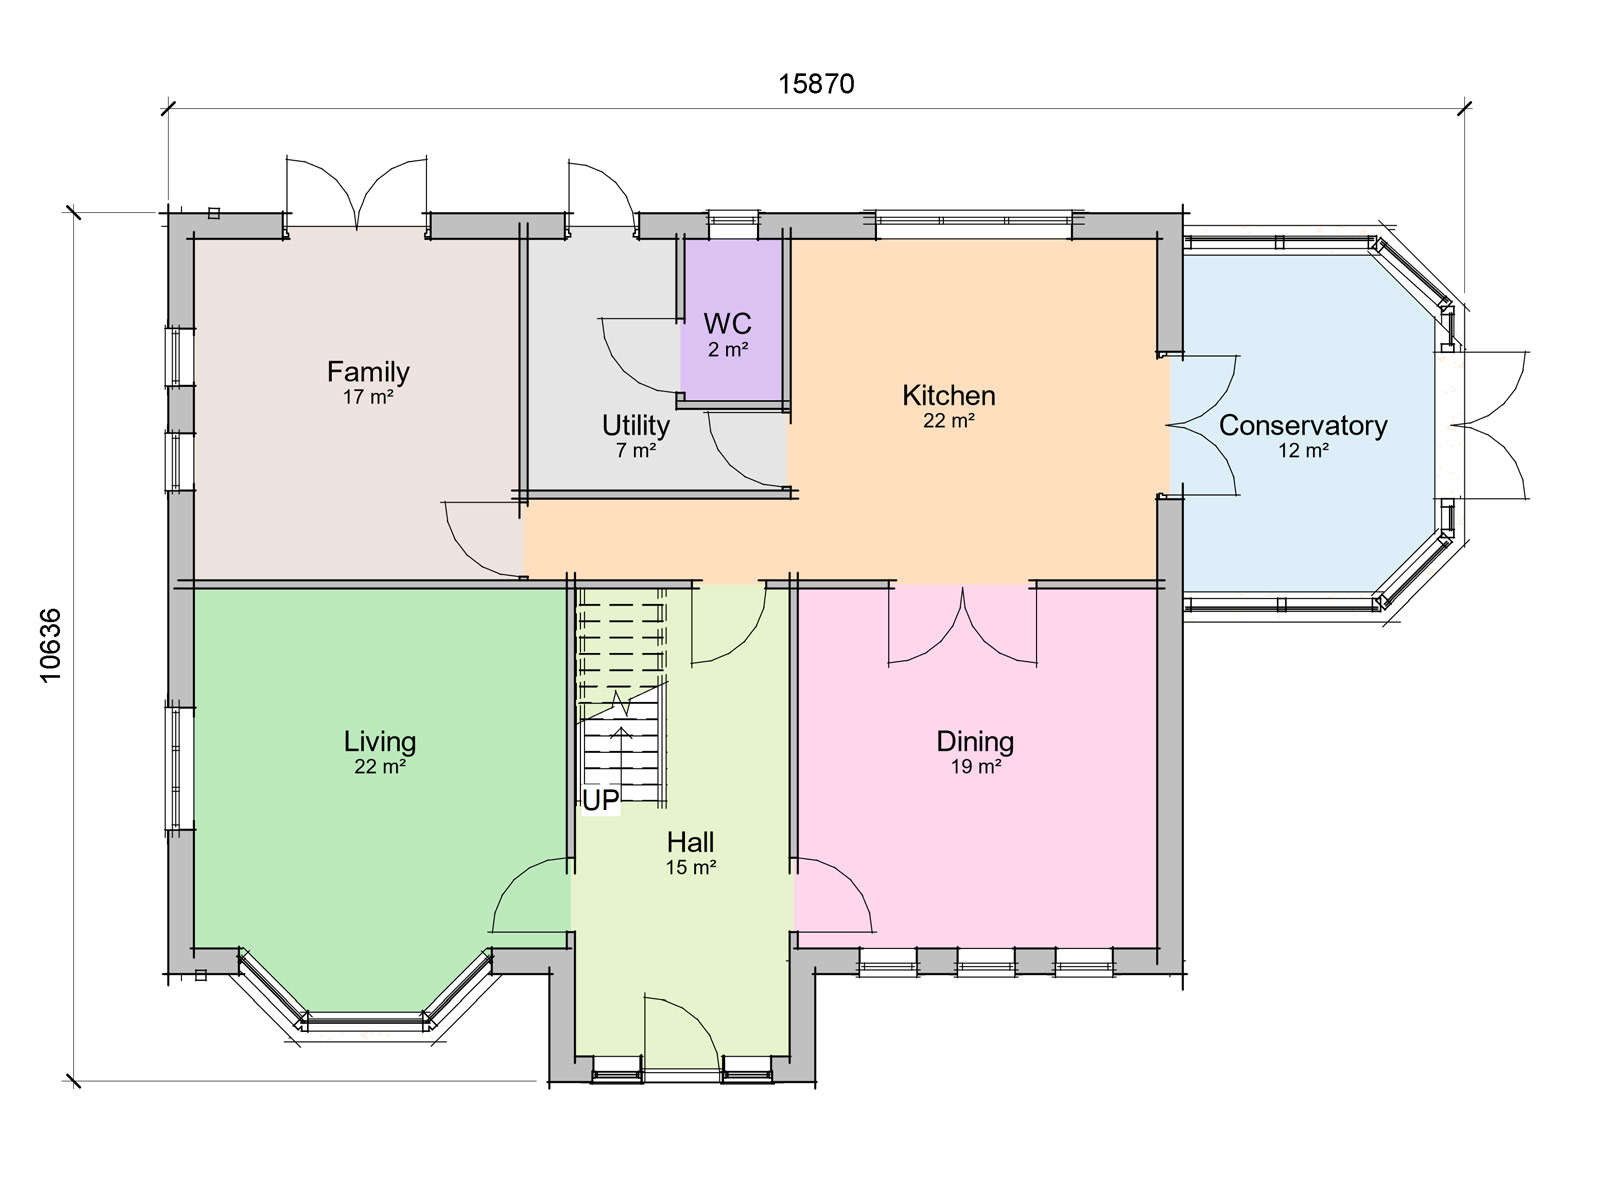 15870
10636
WC
2 m²
Family
17 m²
Kitchen
22 m²
Utility
7 m²
Conservatory
12 m²
Living
22 m²
Dining
19 m²
UP
Hall
15 m²